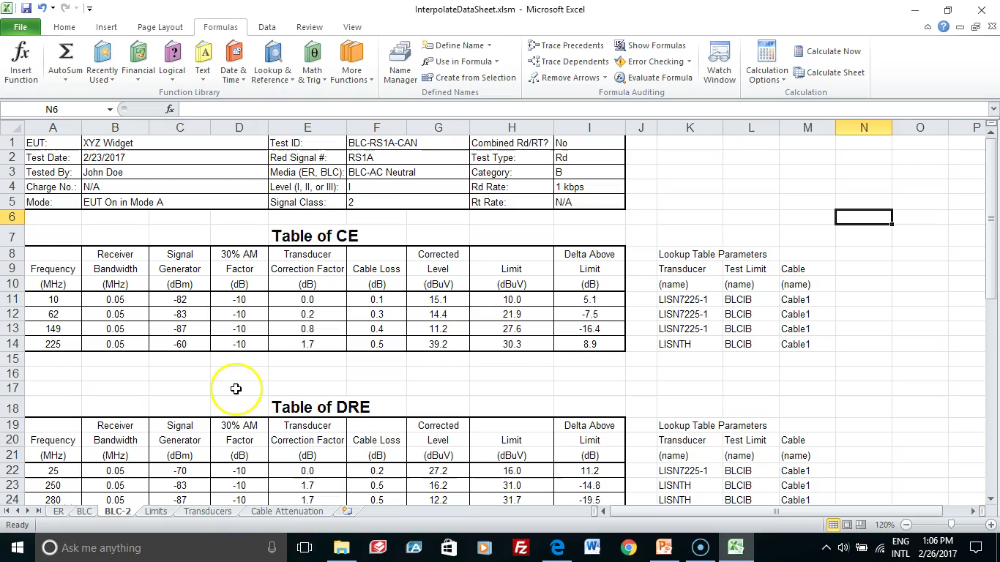 InterpolateDataSheet.xlsm - Microsoft Excel
File Home Insert Page Layout Formulas Data Review View
fx Insert Function
Σ AutoSum
Recently Used
Financial
Logical
A Text
Date & Time
Lookup & Reference
θ Math & Trig
More Functions
Function Library
Name Manager
Define Name
Use in Formula
Create from Selection
Defined Names
Trace Precedents
Trace Dependents
Remove Arrows
Show Formulas
Error Checking
Evaluate Formula
Formula Auditing
Watch Window
Calculation Options
Calculate Now
Calculate Sheet
Calculation
N6 fx
A B C D E F G H I J K L M N O P
1 EUT: XYZ Widget Test ID: BLC-RS1A-CAN Combined Rd/RT? No
2 Test Date: 2/23/2017 Red Signal #: RS1A Test Type: Rd
3 Tested By: John Doe Media (ER, BLC): BLC-AC Neutral Category: B
4 Charge No.: N/A Level (I, II, or III): I Rd Rate: 1 kbps
5 Mode: EUT On in Mode A Signal Class: 2 Rt Rate: N/A
6
7 Table of CE
8 Receiver Signal 30% AM Transducer Corrected Delta Above Lookup Table Parameters
9 Frequency Bandwidth Generator Factor Correction Factor Cable Loss Level Limit Limit Transducer Test Limit Cable
10 (MHz) (MHz) (dBm) (dB) (dB) (dB) (dBuV) (dBuV) (dB) (name) (name) (name)
11 10 0.05 -82 -10 0.0 0.1 15.1 10.0 5.1 LISN7225-1 BLCIB Cable1
12 62 0.05 -83 -10 0.2 0.3 14.4 21.9 -7.5 LISN7225-1 BLCIB Cable1
13 149 0.05 -87 -10 0.8 0.4 11.2 27.6 -16.4 LISN7225-1 BLCIB Cable1
14 225 0.05 -60 -10 1.7 0.5 39.2 30.3 8.9 LISNTH BLCIB Cable1
15
16
17
18 Table of DRE
19 Receiver Signal 30% AM Transducer Corrected Delta Above Lookup Table Parameters
20 Frequency Bandwidth Generator Factor Correction Factor Cable Loss Level Limit Limit Transducer Test Limit Cable
21 (MHz) (MHz) (dBm) (dB) (dB) (dB) (dBuV) (dBuV) (dB) (name) (name) (name)
22 25 0.05 -70 -10 0.0 0.2 27.2 16.0 11.2 LISN7225-1 BLCIB Cable1
23 250 0.05 -83 -10 1.7 0.5 16.2 31.0 -14.8 LISNTH BLCIB Cable1
24 280 0.05 -87 -10 1.7 0.5 12.2 31.7 -19.5 LISNTH BLCIB Cable1
ER BLC BLC-2 Limits Transducers Cable Attenuation
Ready 120%
Ask me anything ENG 1:06 PM
INTL 2/26/2017